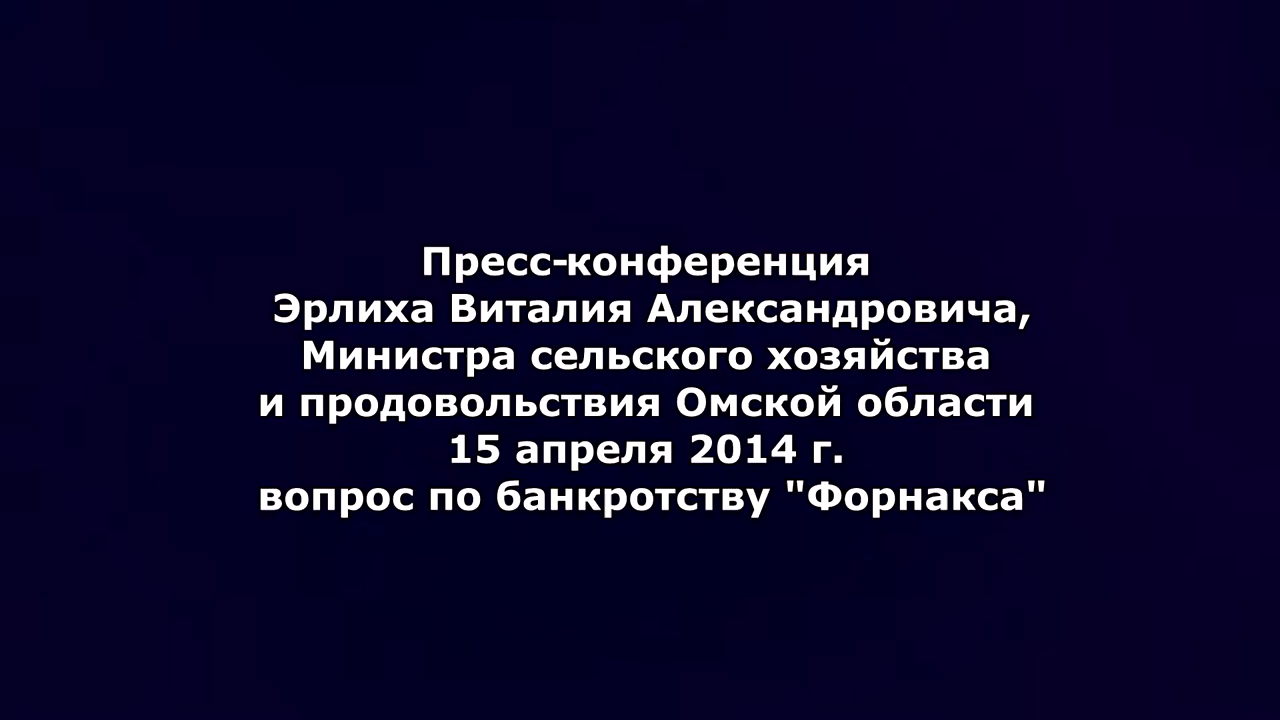 Пресс-конференция
Эрлиха Виталия Александровича,
Министра сельского хозяйства
и продовольствия Омской области
15 апреля 2014 г.
вопрос по банкротству "Форнакса"